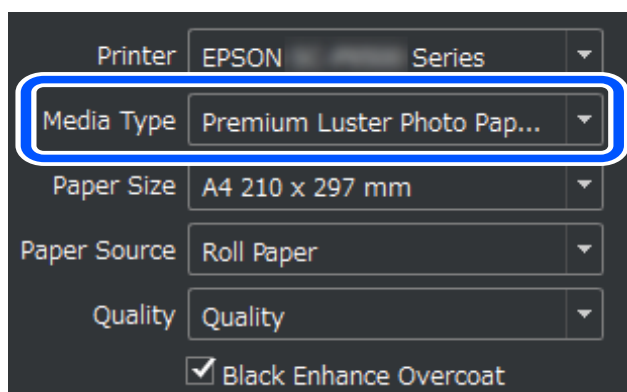 Printer EPSON Series
Media Type Premium Luster Photo Pap...
Paper Size A4 210 x 297 mm
Paper Source Roll Paper
Quality Quality
Black Enhance Overcoat